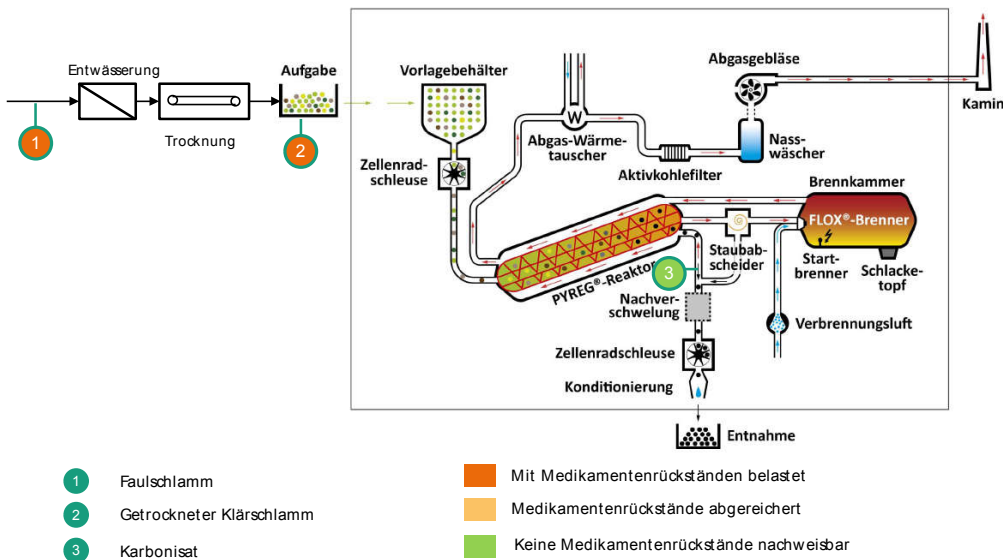 Entwässerung
Trocknung
Aufgabe
1
2
Vorlagebehälter
Zellenrad-
schleuse
W
Abgas-Wärme-
tauscher
Aktivkohlefilter
Abgasgebläse
Nass-
wäscher
Kamin
Brennkammer
FLOX®-Brenner
Start-
brenner
Schlacke-
topf
Staubab-
scheider
PYREG®-Reaktor
3
Nachver-
schwelung
Verbrennungsluft
Zellenradschleuse
Konditionierung
Entnahme
1 Faulschlamm
2 Getrockneter Klärschlamm
3 Karbonisat
Mit Medikamentenrückständen belastet
Medikamentenrückstände abgereichert
Keine Medikamentenrückstände nachweisbar